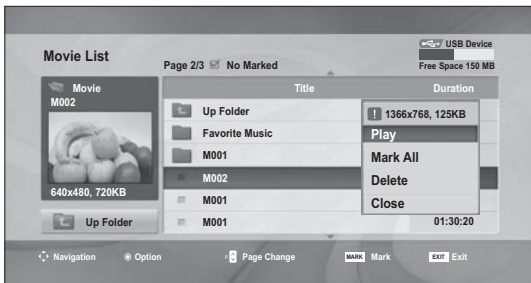 Movie List
Page 2/3 No Marked
USB Device
Free Space 150 MB
Movie
M002
640x480, 720KB
Up Folder
Title
Duration
Up Folder
Favorite Music
M001
M002
M001
M001
01:30:20
1366x768, 125KB
Play
Mark All
Delete
Close
Navigation
Option
P Page Change
MARK Mark
EXIT Exit